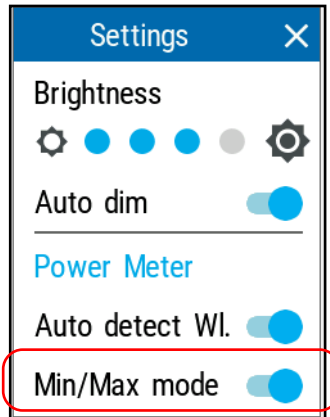 Settings
Brightness
Auto dim
Power Meter
Auto detect Wl.
Min/Max mode